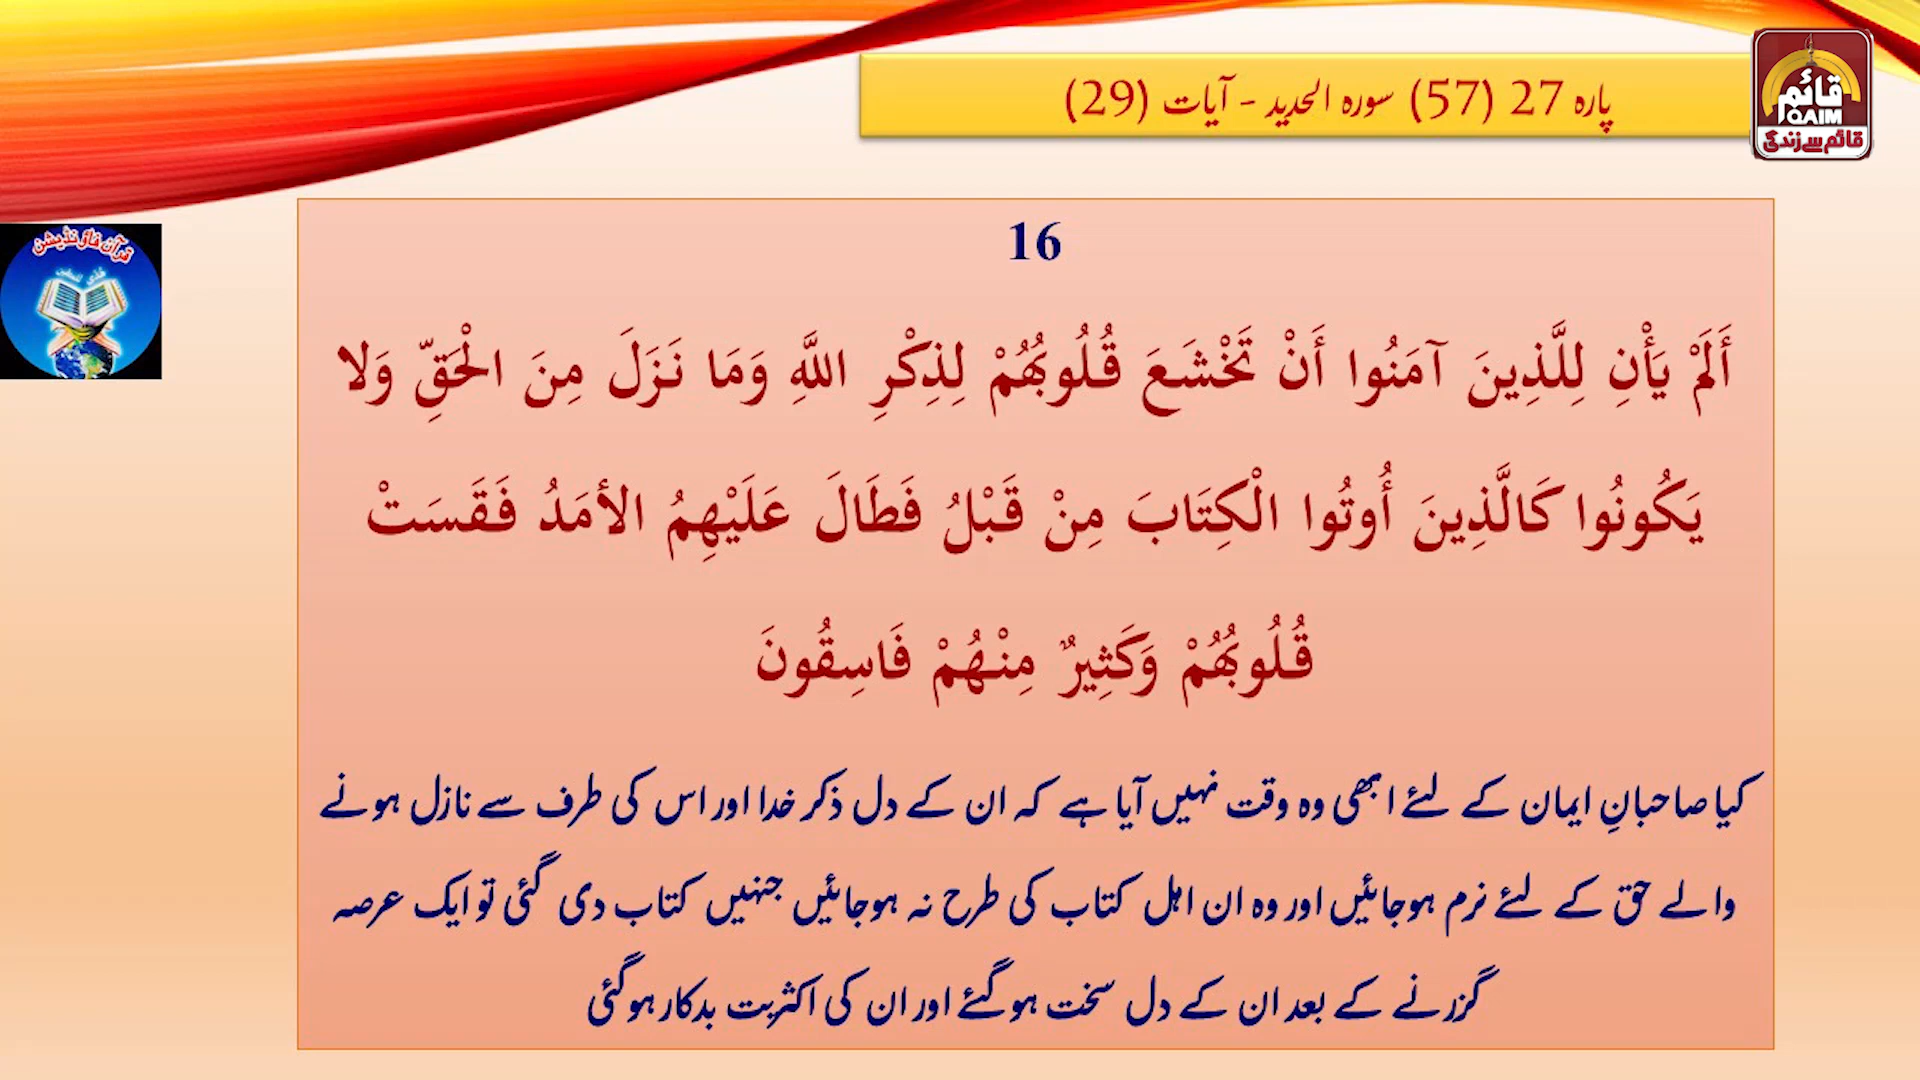 پارہ 27 (57) سورہ الحدید - آیات (29)
قائم
QAIM
قائم سے زندگی
قرآن فاؤنڈیشن
16
أَلَمْ يَأْنِ لِلَّذِينَ آمَنُوا أَنْ تَخْشَعَ قُلُوبُهُمْ لِذِكْرِ اللَّهِ وَمَا نَزَلَ مِنَ الْحَقِّ وَلا
يَكُونُوا كَالَّذِينَ أُوتُوا الْكِتَابَ مِنْ قَبْلُ فَطَالَ عَلَيْهِمُ الأمَدُ فَقَسَتْ
قُلُوبُهُمْ وَكَثِيرٌ مِنْهُمْ فَاسِقُونَ
کیا صاحبانِ ایمان کے لئے ابھی وہ وقت نہیں آیا ہے کہ ان کے دل ذکر خدا اور اس کی طرف سے نازل ہونے
والے حق کے لئے نرم ہوجائیں اور وہ ان اہل کتاب کی طرح نہ ہوجائیں جنہیں کتاب دی گئی تو ایک عرصہ
گزرنے کے بعد ان کے دل سخت ہوگئے اور ان کی اکثریت بدکار ہوگئی